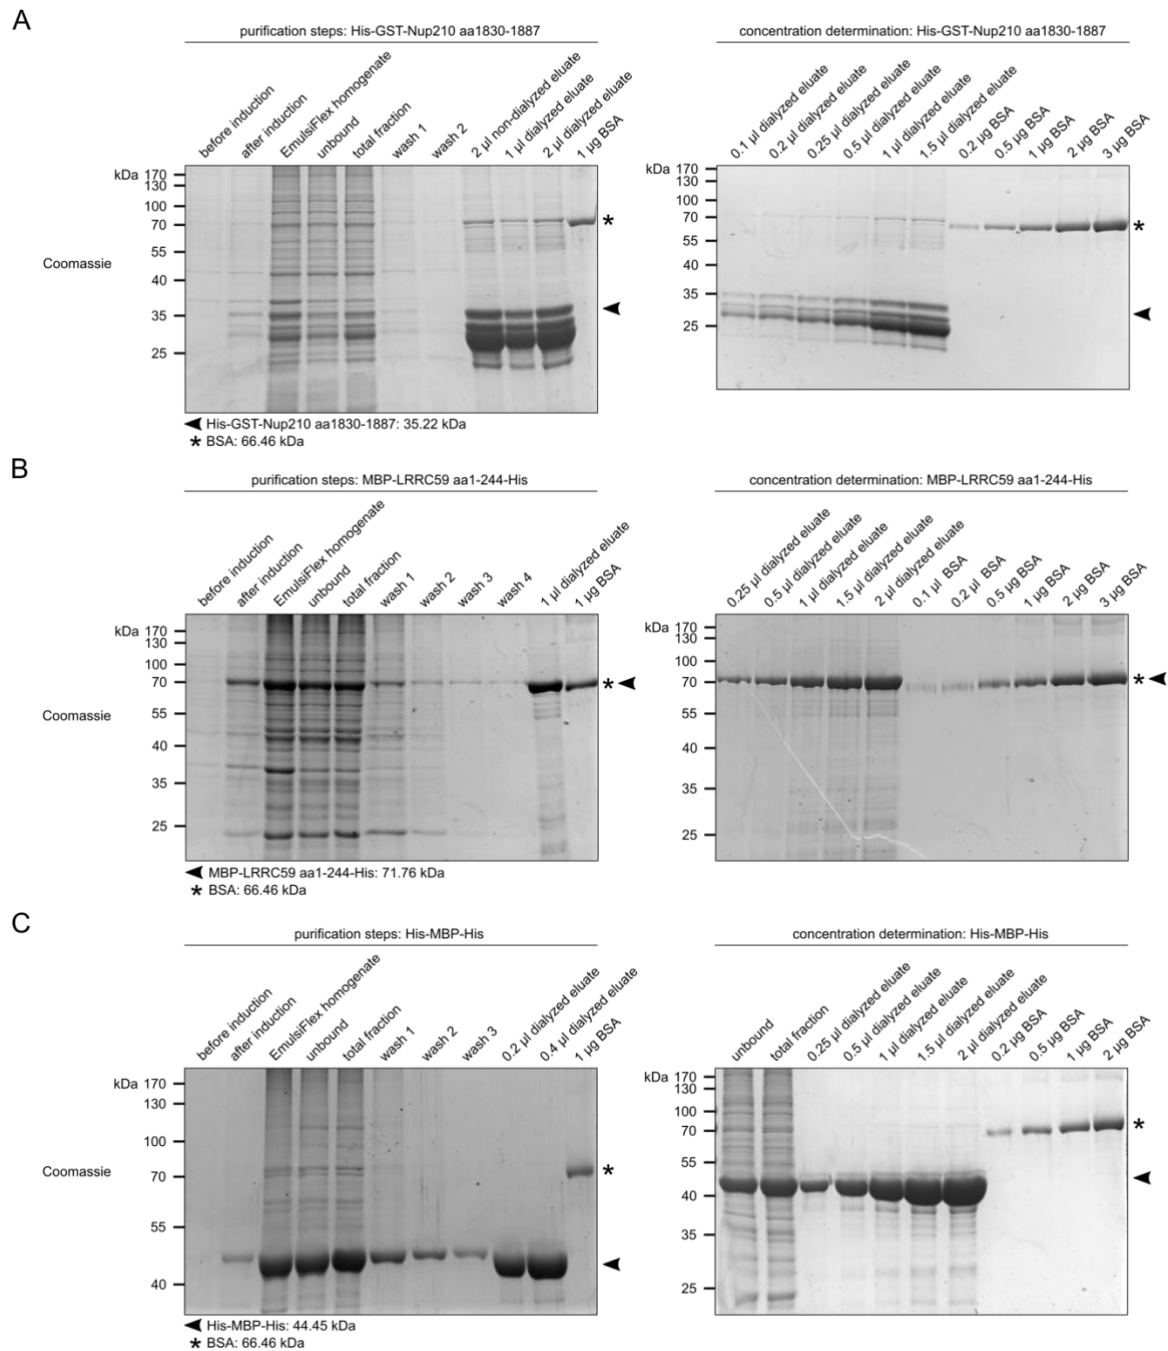 A
purification steps: His-GST-Nup210 aa1830-1887
before induction
after induction
EmulsiFlex homogenate
unbound
total fraction
wash 1
wash 2
2 µl non-dialyzed eluate
1 µl dialyzed eluate
2 µl dialyzed eluate
1 µg BSA
kDa 170
130
100
70
55
40
35
25
*
Coomassie
His-GST-Nup210 aa1830-1887: 35.22 kDa
* BSA: 66.46 kDa
concentration determination: His-GST-Nup210 aa1830-1887
0.1 µl dialyzed eluate
0.2 µl dialyzed eluate
0.25 µl dialyzed eluate
0.5 µl dialyzed eluate
1 µl dialyzed eluate
1.5 µl dialyzed eluate
0.2 µg BSA
0.5 µg BSA
1 µg BSA
2 µg BSA
3 µg BSA
kDa 170
130
100
70
55
40
35
25
*
B
purification steps: MBP-LRRC59 aa1-244-His
before induction
after induction
EmulsiFlex homogenate
unbound
total fraction
wash 1
wash 2
wash 3
wash 4
1 µl dialyzed eluate
1 µg BSA
kDa 170
130
100
70
55
40
35
25
*
Coomassie
MBP-LRRC59 aa1-244-His: 71.76 kDa
* BSA: 66.46 kDa
concentration determination: MBP-LRRC59 aa1-244-His
0.25 µl dialyzed eluate
0.5 µl dialyzed eluate
1 µl dialyzed eluate
1.5 µl dialyzed eluate
2 µl dialyzed eluate
0.1 µl BSA
0.2 µl BSA
0.5 µg BSA
1 µg BSA
2 µg BSA
3 µg BSA
kDa 170
130
100
70
55
40
35
25
*
C
purification steps: His-MBP-His
before induction
after induction
EmulsiFlex homogenate
unbound
total fraction
wash 1
wash 2
wash 3
0.2 µl dialyzed eluate
0.4 µl dialyzed eluate
1 µg BSA
kDa 170
130
100
70
55
40
*
Coomassie
His-MBP-His: 44.45 kDa
* BSA: 66.46 kDa
concentration determination: His-MBP-His
unbound
total fraction
0.25 µl dialyzed eluate
0.5 µl dialyzed eluate
1 µl dialyzed eluate
1.5 µl dialyzed eluate
2 µl dialyzed eluate
0.2 µg BSA
0.5 µg BSA
1 µg BSA
2 µg BSA
kDa 170
130
100
70
55
40
35
25
*